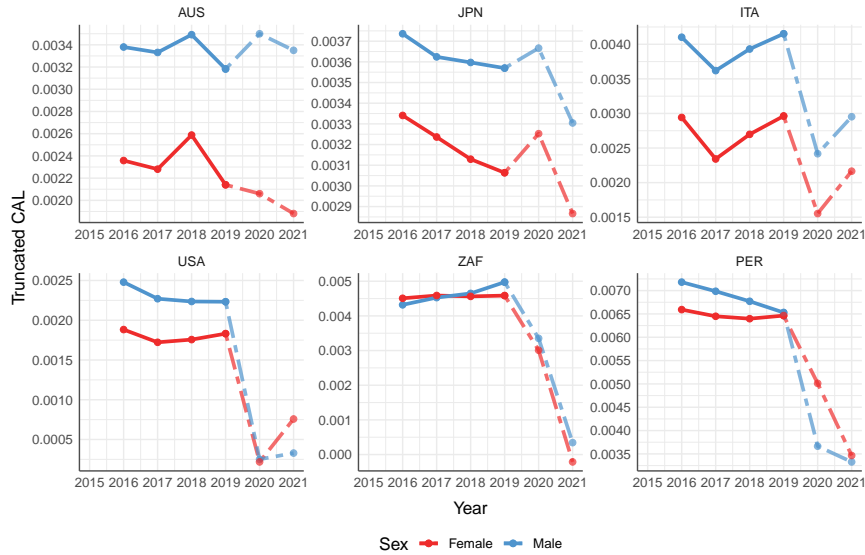 AUS
JPN
ITA
0.0034
0.0032
0.0030
0.0028
0.0026
0.0024
0.0022
0.0020
0.0037
0.0036
0.0035
0.0034
0.0033
0.0031
0.0030
0.0029
0.0040
0.0035
0.0030
0.0025
0.0020
0.0015
2015 2016 2017 2018 2019 2020 2021
2015 2016 2017 2018 2019 2020 2021
2015 2016 2017 2018 2019 2020 2021
Truncated CAL
USA
ZAF
PER
0.0025
0.0020
0.0015
0.0010
0.0005
0.005
0.004
0.003
0.002
0.001
0.000
0.0070
0.0065
0.0060
0.0055
0.0050
0.0045
0.0040
0.0035
2015 2016 2017 2018 2019 2020 2021
2015 2016 2017 2018 2019 2020 2021
2015 2016 2017 2018 2019 2020 2021
Year
Sex Female Male